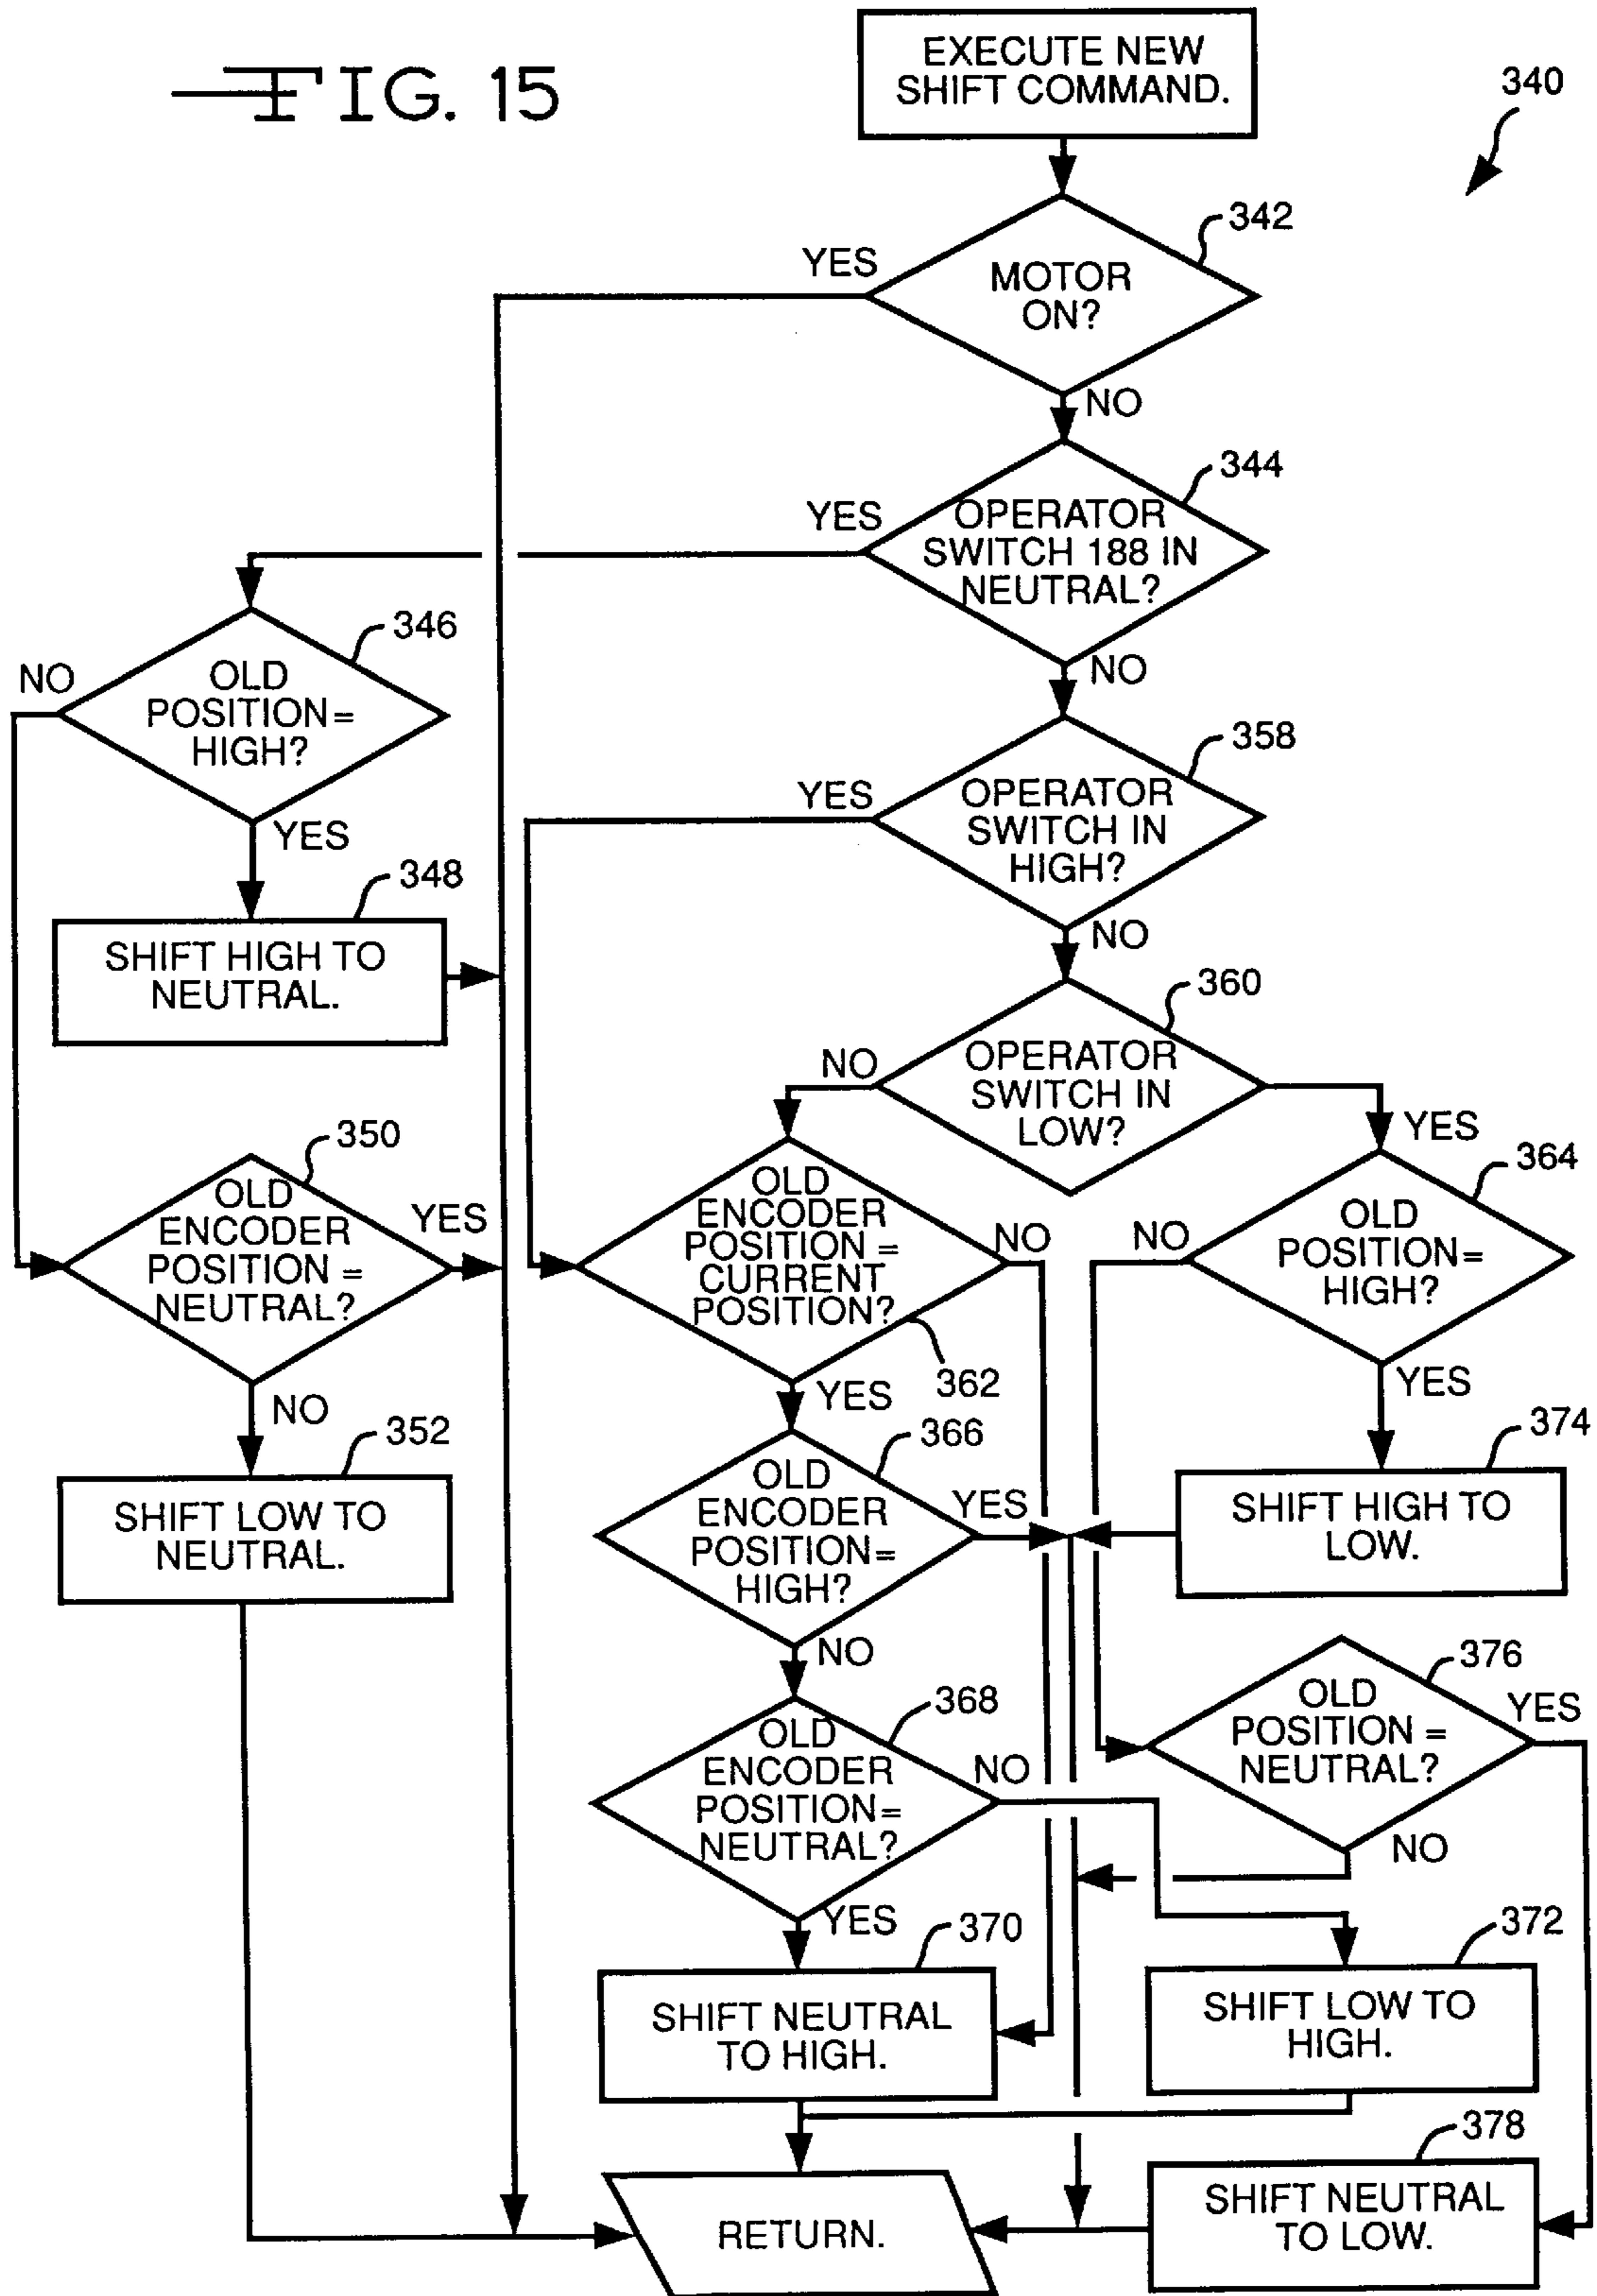 FIG. 15
EXECUTE NEW
SHIFT COMMAND.
340
342
YES
MOTOR
ON?
NO
344
YES
OPERATOR
SWITCH 188 IN
NEUTRAL?
NO
346
NO
OLD
POSITION=
HIGH?
YES
348
SHIFT HIGH TO
NEUTRAL.
358
YES
OPERATOR
SWITCH IN
HIGH?
NO
360
NO
OPERATOR
SWITCH IN
LOW?
YES
350
OLD
ENCODER
POSITION =
NEUTRAL?
YES
NO
352
SHIFT LOW TO
NEUTRAL.
OLD
ENCODER
POSITION =
CURRENT
POSITION?
NO
362
YES
364
NO
OLD
POSITION=
HIGH?
YES
366
OLD
ENCODER
POSITION=
HIGH?
YES
NO
374
SHIFT HIGH TO
LOW.
368
OLD
ENCODER
POSITION=
NEUTRAL?
NO
YES
376
OLD
POSITION =
NEUTRAL?
YES
NO
370
SHIFT NEUTRAL
TO HIGH.
372
SHIFT LOW TO
HIGH.
378
SHIFT NEUTRAL
TO LOW.
RETURN.